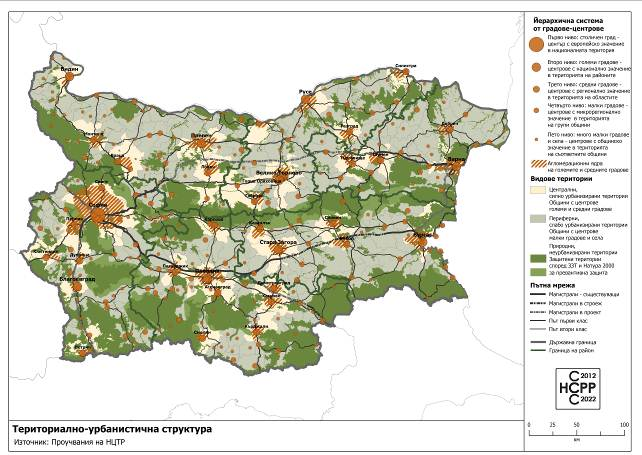 Йерархична система
от градове-центрове
Първо ниво: столичен град -
център с европейско значение
в националната територия
Второ ниво: големи градове -
центрове с национално значение
в територията на районите
Трето ниво: средни градове -
центрове с регионално значение
в територията на областите
Четвърто ниво: малки градове -
центрове с микрорегионално
значение в територията
на групи общини
Пето ниво: много малки градове
и села - центрове с общинско
значение в територията
на съответните общини
Агломерационни ядра
на големите и средните градове
Видове територии
Централни,
силно урбанизирани територии
Общини с центрове
големи и средни градове
Периферни,
слабо урбанизирани територии
Общини с центрове
малки градове и села
Природни,
неурбанизирани територии
Защитени територии
според ЗЗТ и Натура 2000
за превантивна защита
Пътна мрежа
Магистрали - съществуващи
Магистрали в строеж
Магистрали в проект
Път първи клас
Път втори клас
Държавна граница
Граница на район
C 2012
НСРР
C 2022
0 25 50 100
км
Видин
Силистра
Русе
Плевен
Велико Търново
Варна
София
Стара Загора
Благоевград
Териториално-урбанистична структура
Източник: Проучвания на НЦТР